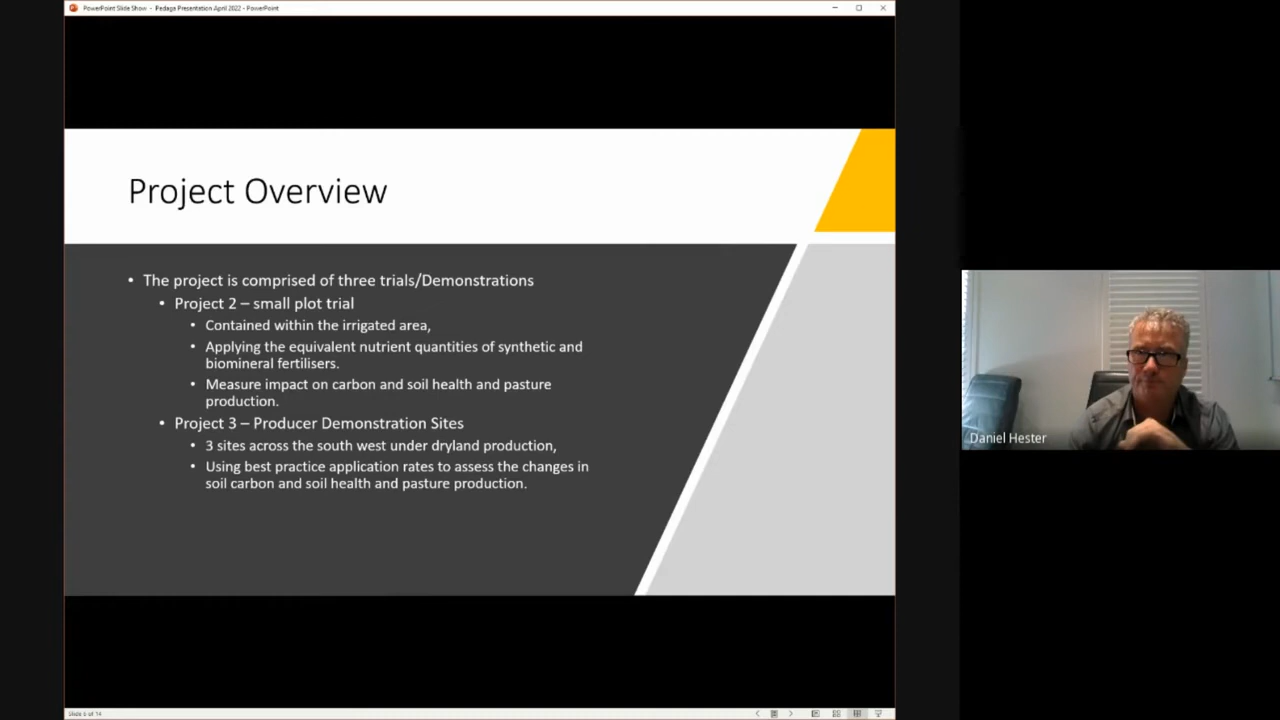 PowerPoint Slide Show - Pedaga Presentation April 2022 - PowerPoint
Project Overview
• The project is comprised of three trials/Demonstrations
• Project 2 – small plot trial
• Contained within the irrigated area,
• Applying the equivalent nutrient quantities of synthetic and
biomineral fertilisers.
• Measure impact on carbon and soil health and pasture
production.
• Project 3 – Producer Demonstration Sites
• 3 sites across the south west under dryland production,
• Using best practice application rates to assess the changes in
soil carbon and soil health and pasture production.
Daniel Hester